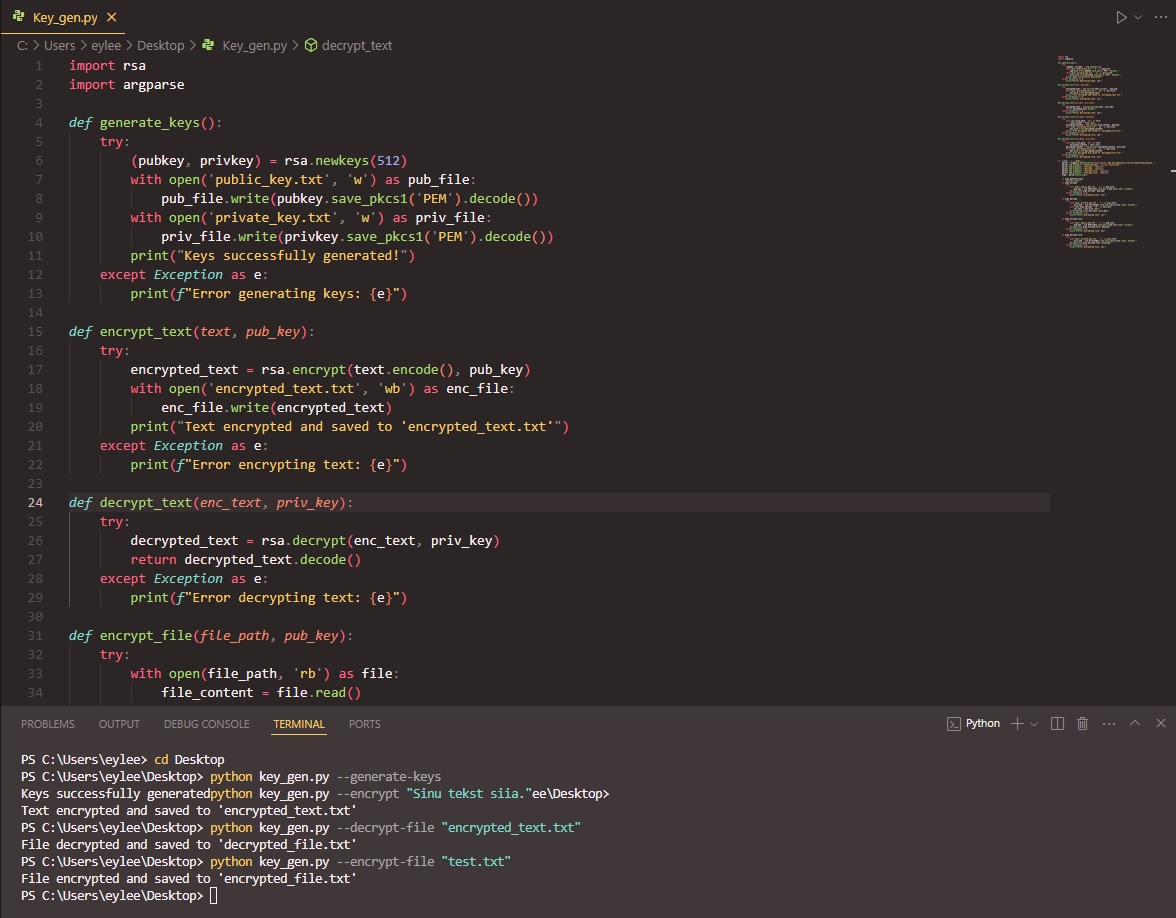 Key_gen.py
C: > Users > eylee > Desktop > Key_gen.py > decrypt_text
1 import rsa
2 import argparse
3
4 def generate_keys():
5     try:
6         (pubkey, privkey) = rsa.newkeys(512)
7         with open('public_key.txt', 'w') as pub_file:
8             pub_file.write(pubkey.save_pkcs1('PEM').decode())
9         with open('private_key.txt', 'w') as priv_file:
10             priv_file.write(privkey.save_pkcs1('PEM').decode())
11         print("Keys successfully generated!")
12     except Exception as e:
13         print(f"Error generating keys: {e}")
14
15 def encrypt_text(text, pub_key):
16     try:
17         encrypted_text = rsa.encrypt(text.encode(), pub_key)
18         with open('encrypted_text.txt', 'wb') as enc_file:
19             enc_file.write(encrypted_text)
20         print("Text encrypted and saved to 'encrypted_text.txt'")
21     except Exception as e:
22         print(f"Error encrypting text: {e}")
23
24 def decrypt_text(enc_text, priv_key):
25     try:
26         decrypted_text = rsa.decrypt(enc_text, priv_key)
27         return decrypted_text.decode()
28     except Exception as e:
29         print(f"Error decrypting text: {e}")
30
31 def encrypt_file(file_path, pub_key):
32     try:
33         with open(file_path, 'rb') as file:
34             file_content = file.read()
PROBLEMS OUTPUT DEBUG CONSOLE TERMINAL PORTS Python
PS C:\Users\eylee> cd Desktop
PS C:\Users\eylee\Desktop> python key_gen.py --generate-keys
Keys successfully generatedpython key_gen.py --encrypt "Sinu tekst siia."ee\Desktop>
Text encrypted and saved to 'encrypted_text.txt'
PS C:\Users\eylee\Desktop> python key_gen.py --decrypt-file "encrypted_text.txt"
File decrypted and saved to 'decrypted_file.txt'
PS C:\Users\eylee\Desktop> python key_gen.py --encrypt-file "test.txt"
File encrypted and saved to 'encrypted_file.txt'
PS C:\Users\eylee\Desktop>